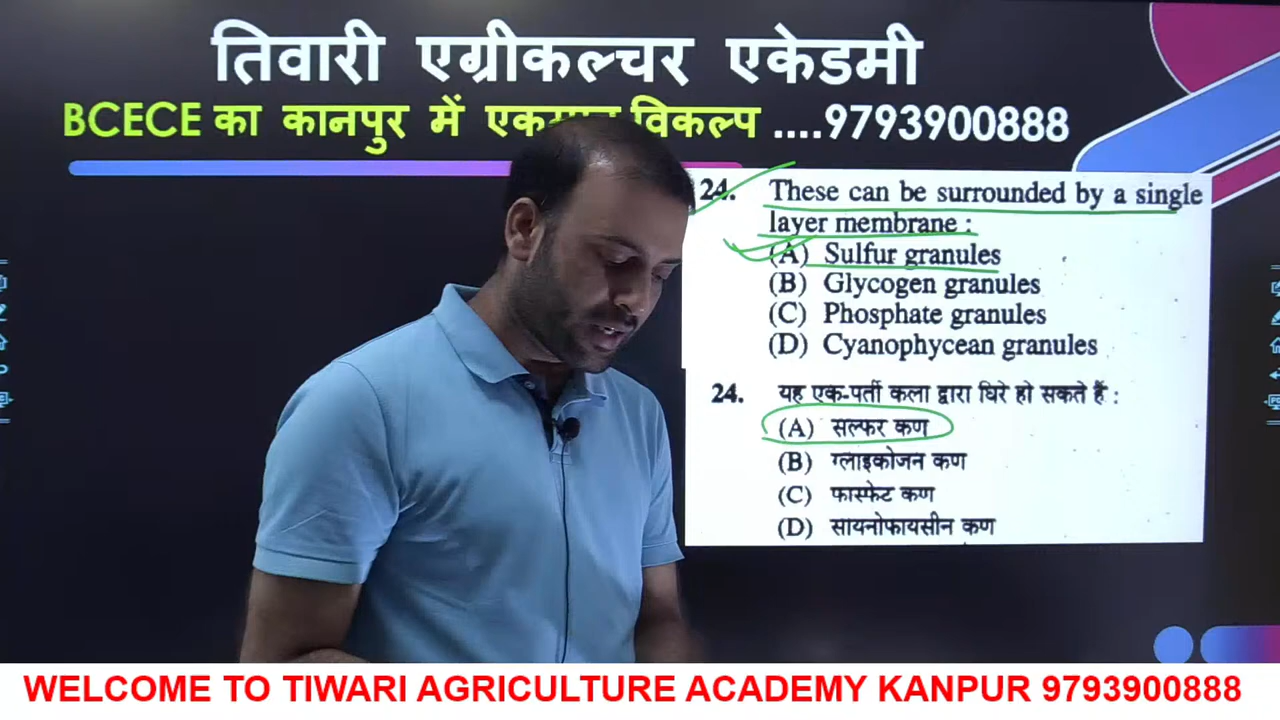 तिवारी एग्रीकल्चर एकेडमी
BCECE का कानपुर में विकल्प ....9793900888
24. These can be surrounded by a single
layer membrane :
(A) Sulfur granules
(B) Glycogen granules
(C) Phosphate granules
(D) Cyanophycean granules
24. यह एक-पर्ती कला द्वारा घिरे हो सकते हैं :
(A) सल्फर कण
(B) ग्लाइकोजन कण
(C) फास्फेट कण
(D) सायनोफायसीन कण
WELCOME TO TIWARI AGRICULTURE ACADEMY KANPUR 9793900888